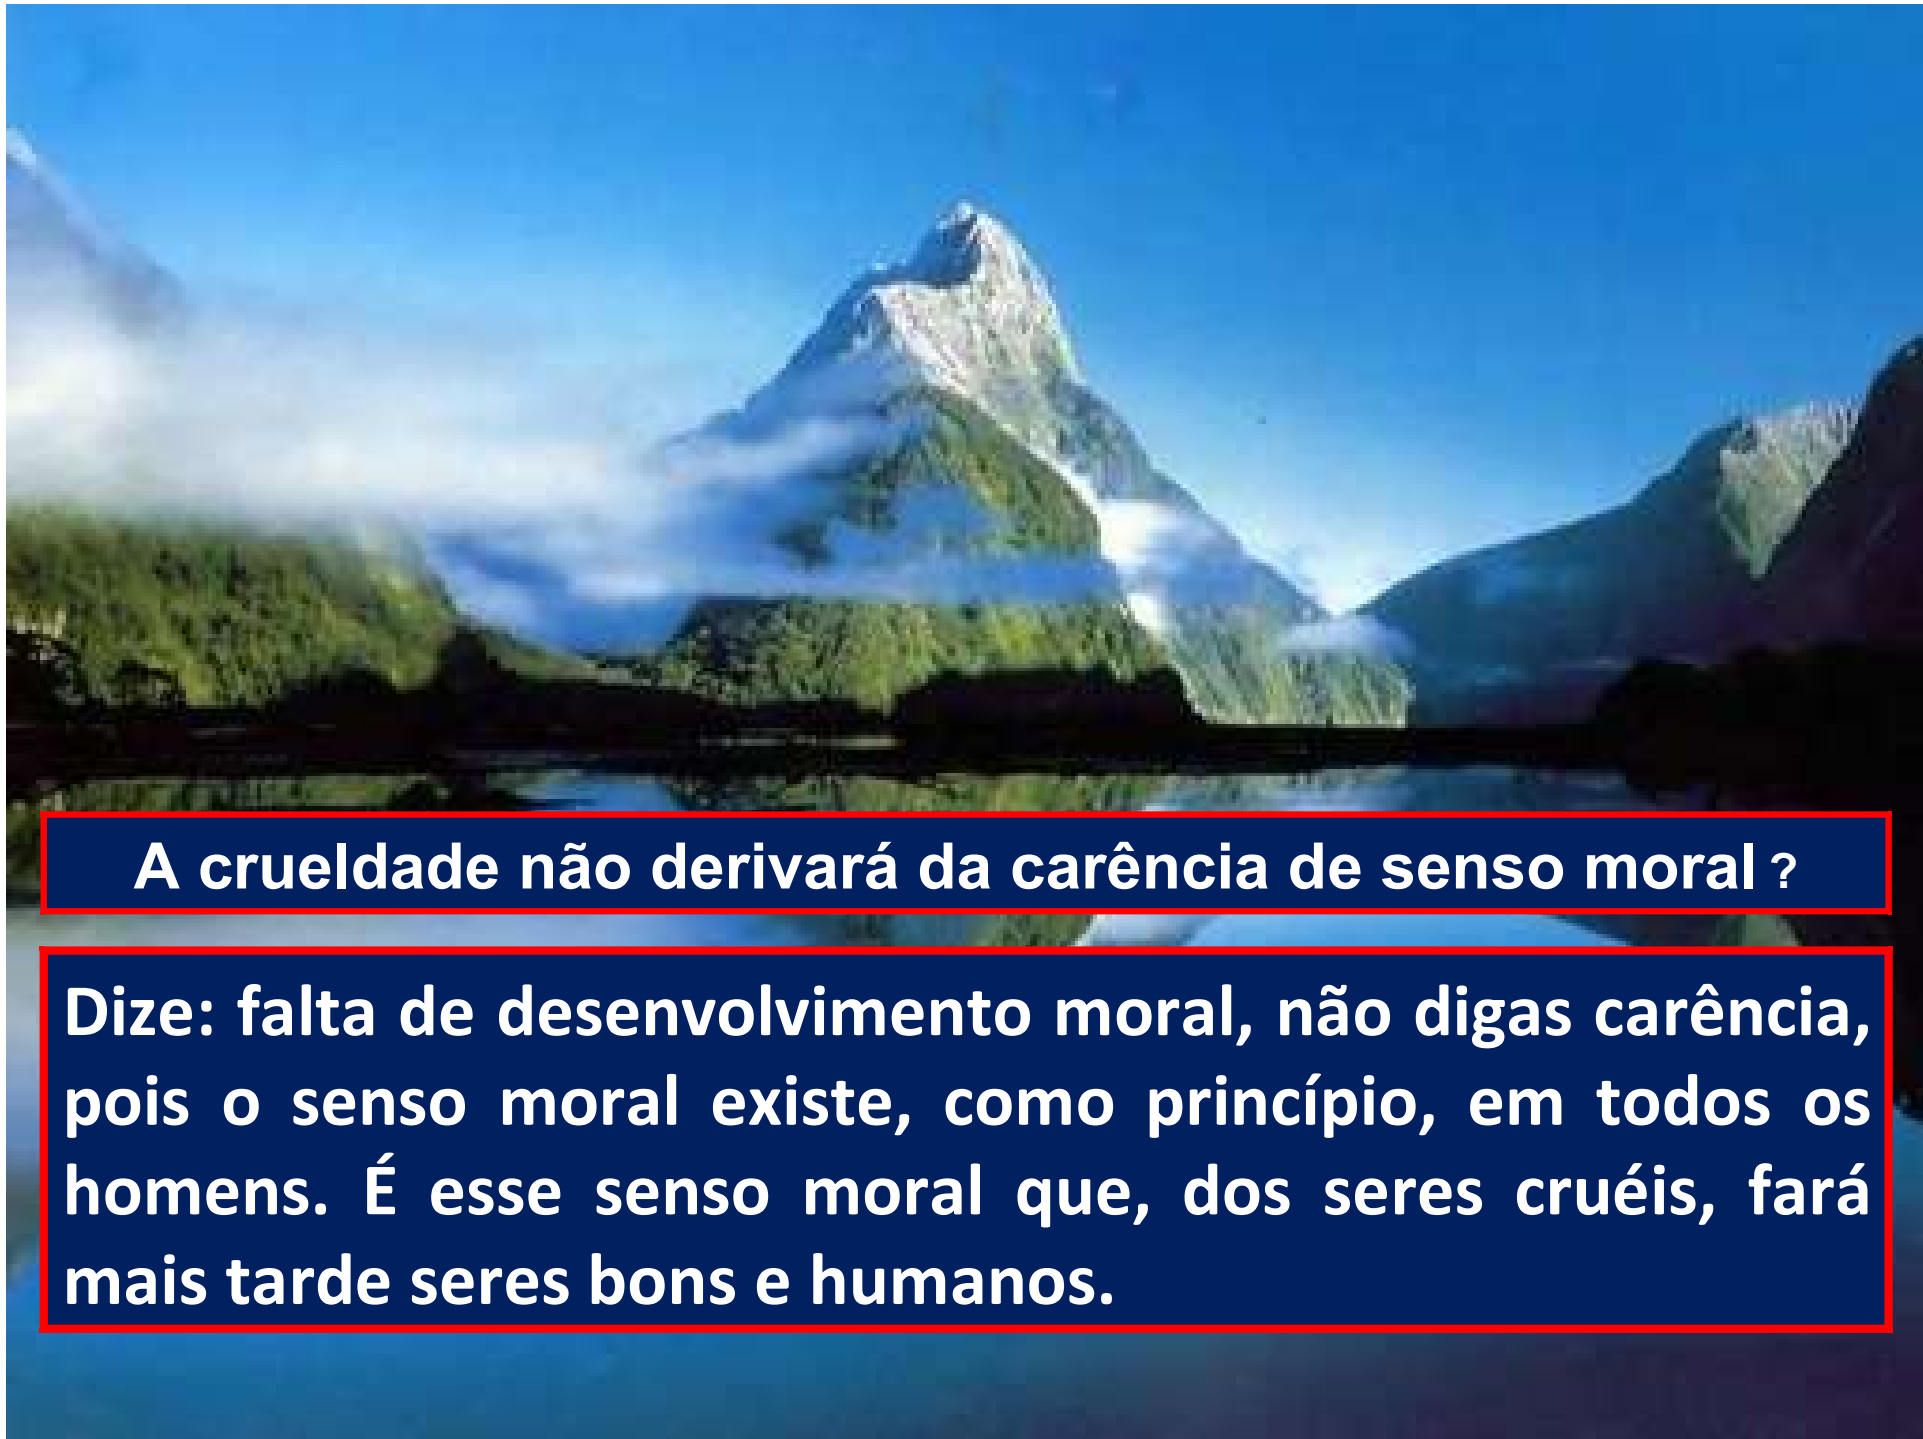 A crueldade não derivará da carência de senso moral ?
Dize: falta de desenvolvimento moral, não digas carência,
pois o senso moral existe, como princípio, em todos os
homens. É esse senso moral que, dos seres cruéis, fará
mais tarde seres bons e humanos.